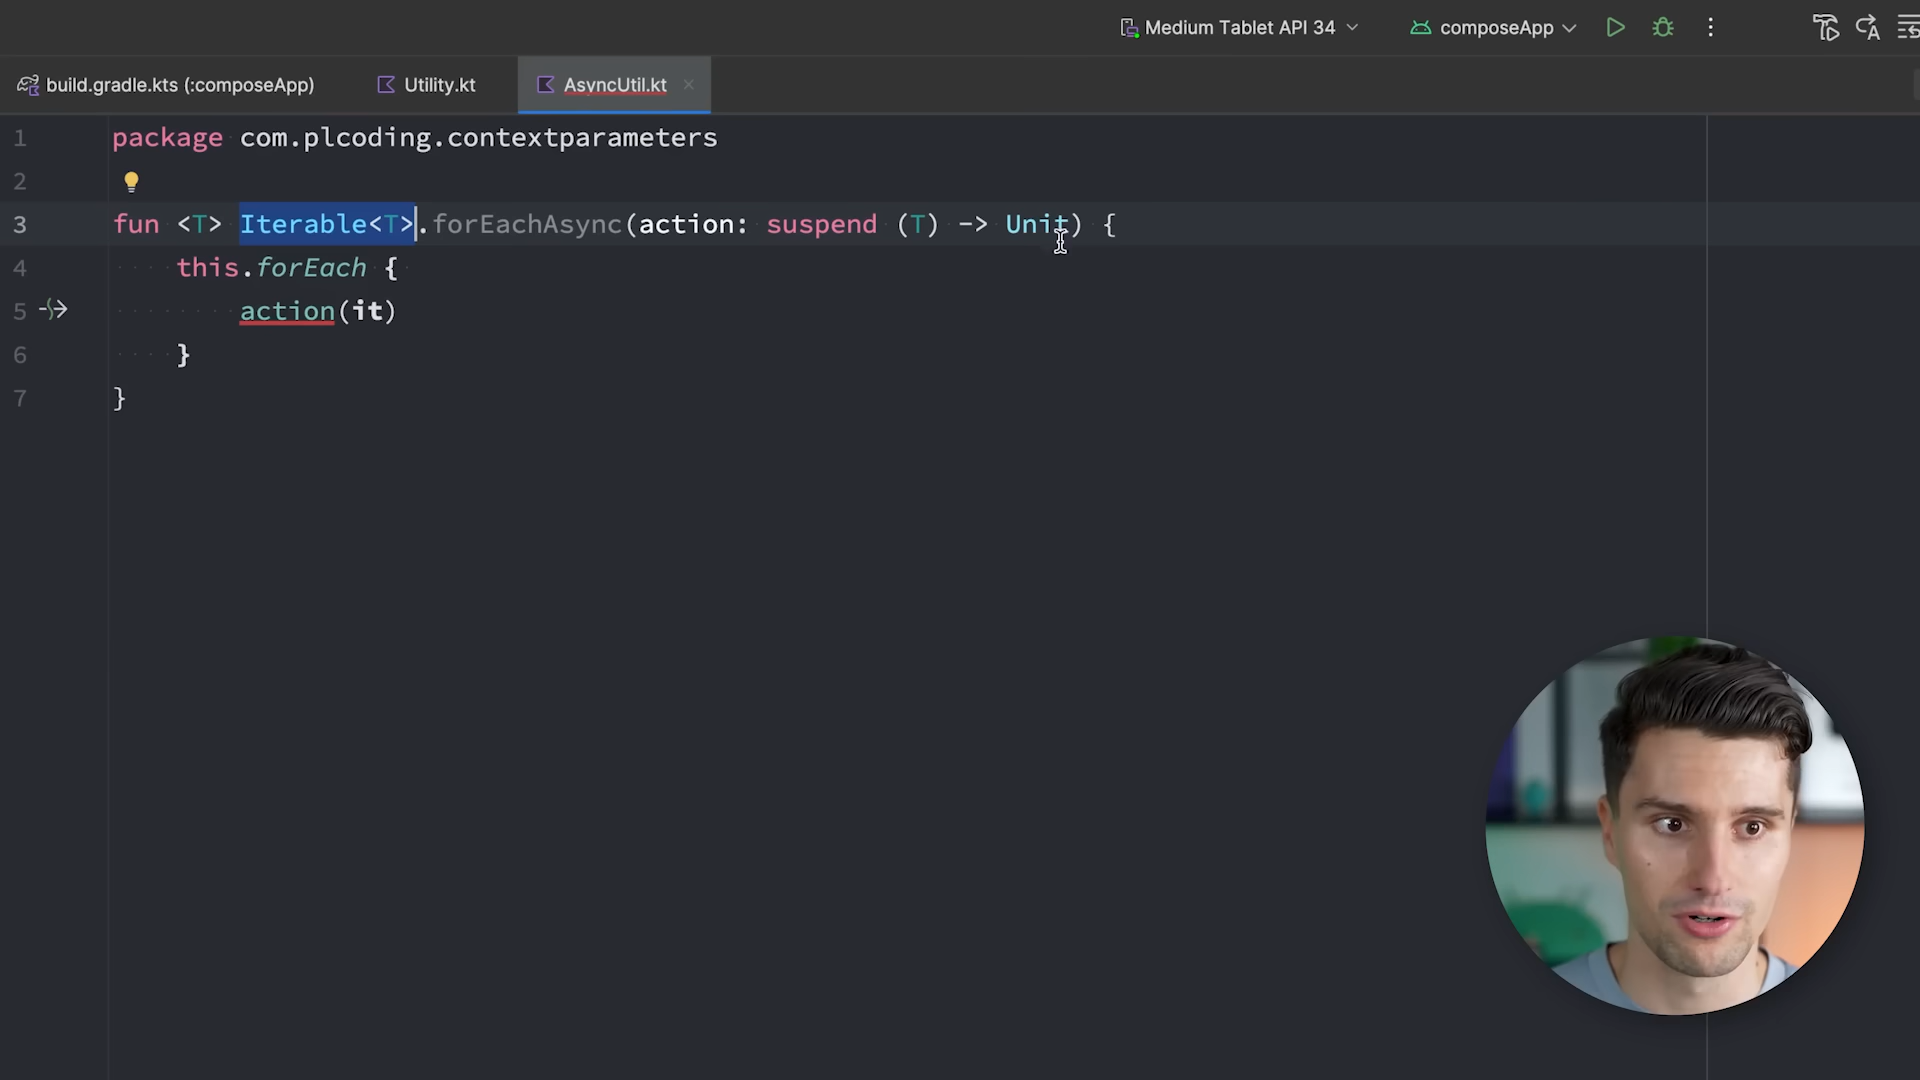 Medium Tablet API 34
composeApp
build.gradle.kts (:composeApp)
Utility.kt
AsyncUtil.kt
1 package com.plcoding.contextparameters
2
3 fun <T> Iterable<T>.forEachAsync(action: suspend (T) -> Unit) {
4 this.forEach {
5 action(it)
6 }
7 }